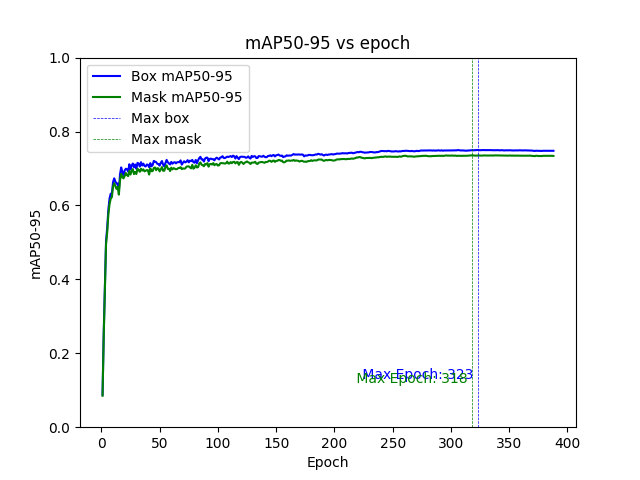 mAP50-95 vs epoch
1.0
0.8
0.6
0.4
0.2
0.0
mAP50-95
Box mAP50-95
Mask mAP50-95
Max box
Max mask
Max Epoch: 323
Max Epoch: 318
0 50 100 150 200 250 300 350 400
Epoch